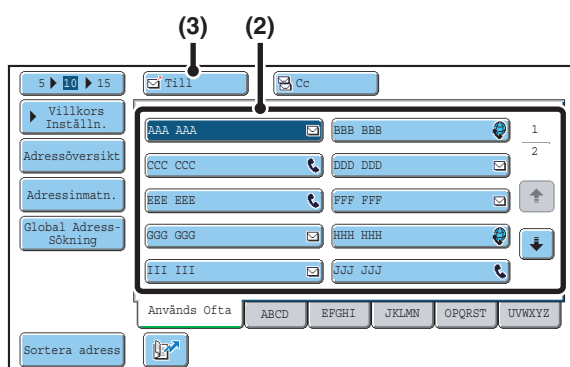 (3) (2)
5 10 15
Till
Cc
Villkors
Inställn.
Adressöversikt
Adressinmatn.
Global Adress-
Sökning
AAA AAA
BBB BBB
CCC CCC
DDD DDD
EEE EEE
FFF FFF
GGG GGG
HHH HHH
III III
JJJ JJJ
1
2
Används Ofta
ABCD
EFGHI
JKLMN
OPQRST
UVWXYZ
Sortera adress